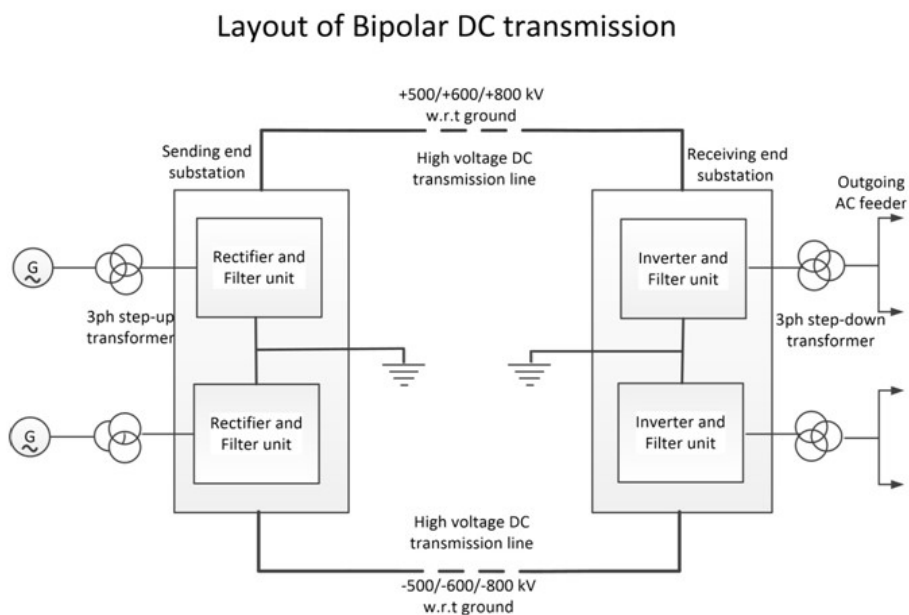 Layout of Bipolar DC transmission
+500/+600/+800 kV
w.r.t ground
Sending end
substation
High voltage DC
transmission line
Receiving end
substation
Outgoing
AC feeder
G
Rectifier and
Filter unit
Inverter and
Filter unit
3ph step-up
transformer
3ph step-down
transformer
G
Rectifier and
Filter unit
Inverter and
Filter unit
High voltage DC
transmission line
-500/-600/-800 kV
w.r.t ground